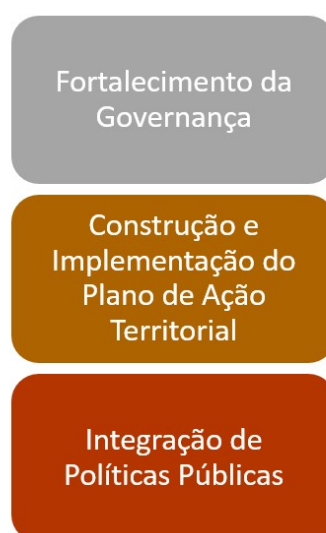 Fortalecimento da
Governança
Construção e
Implementação do
Plano de Ação
Territorial
Integração de
Políticas Públicas